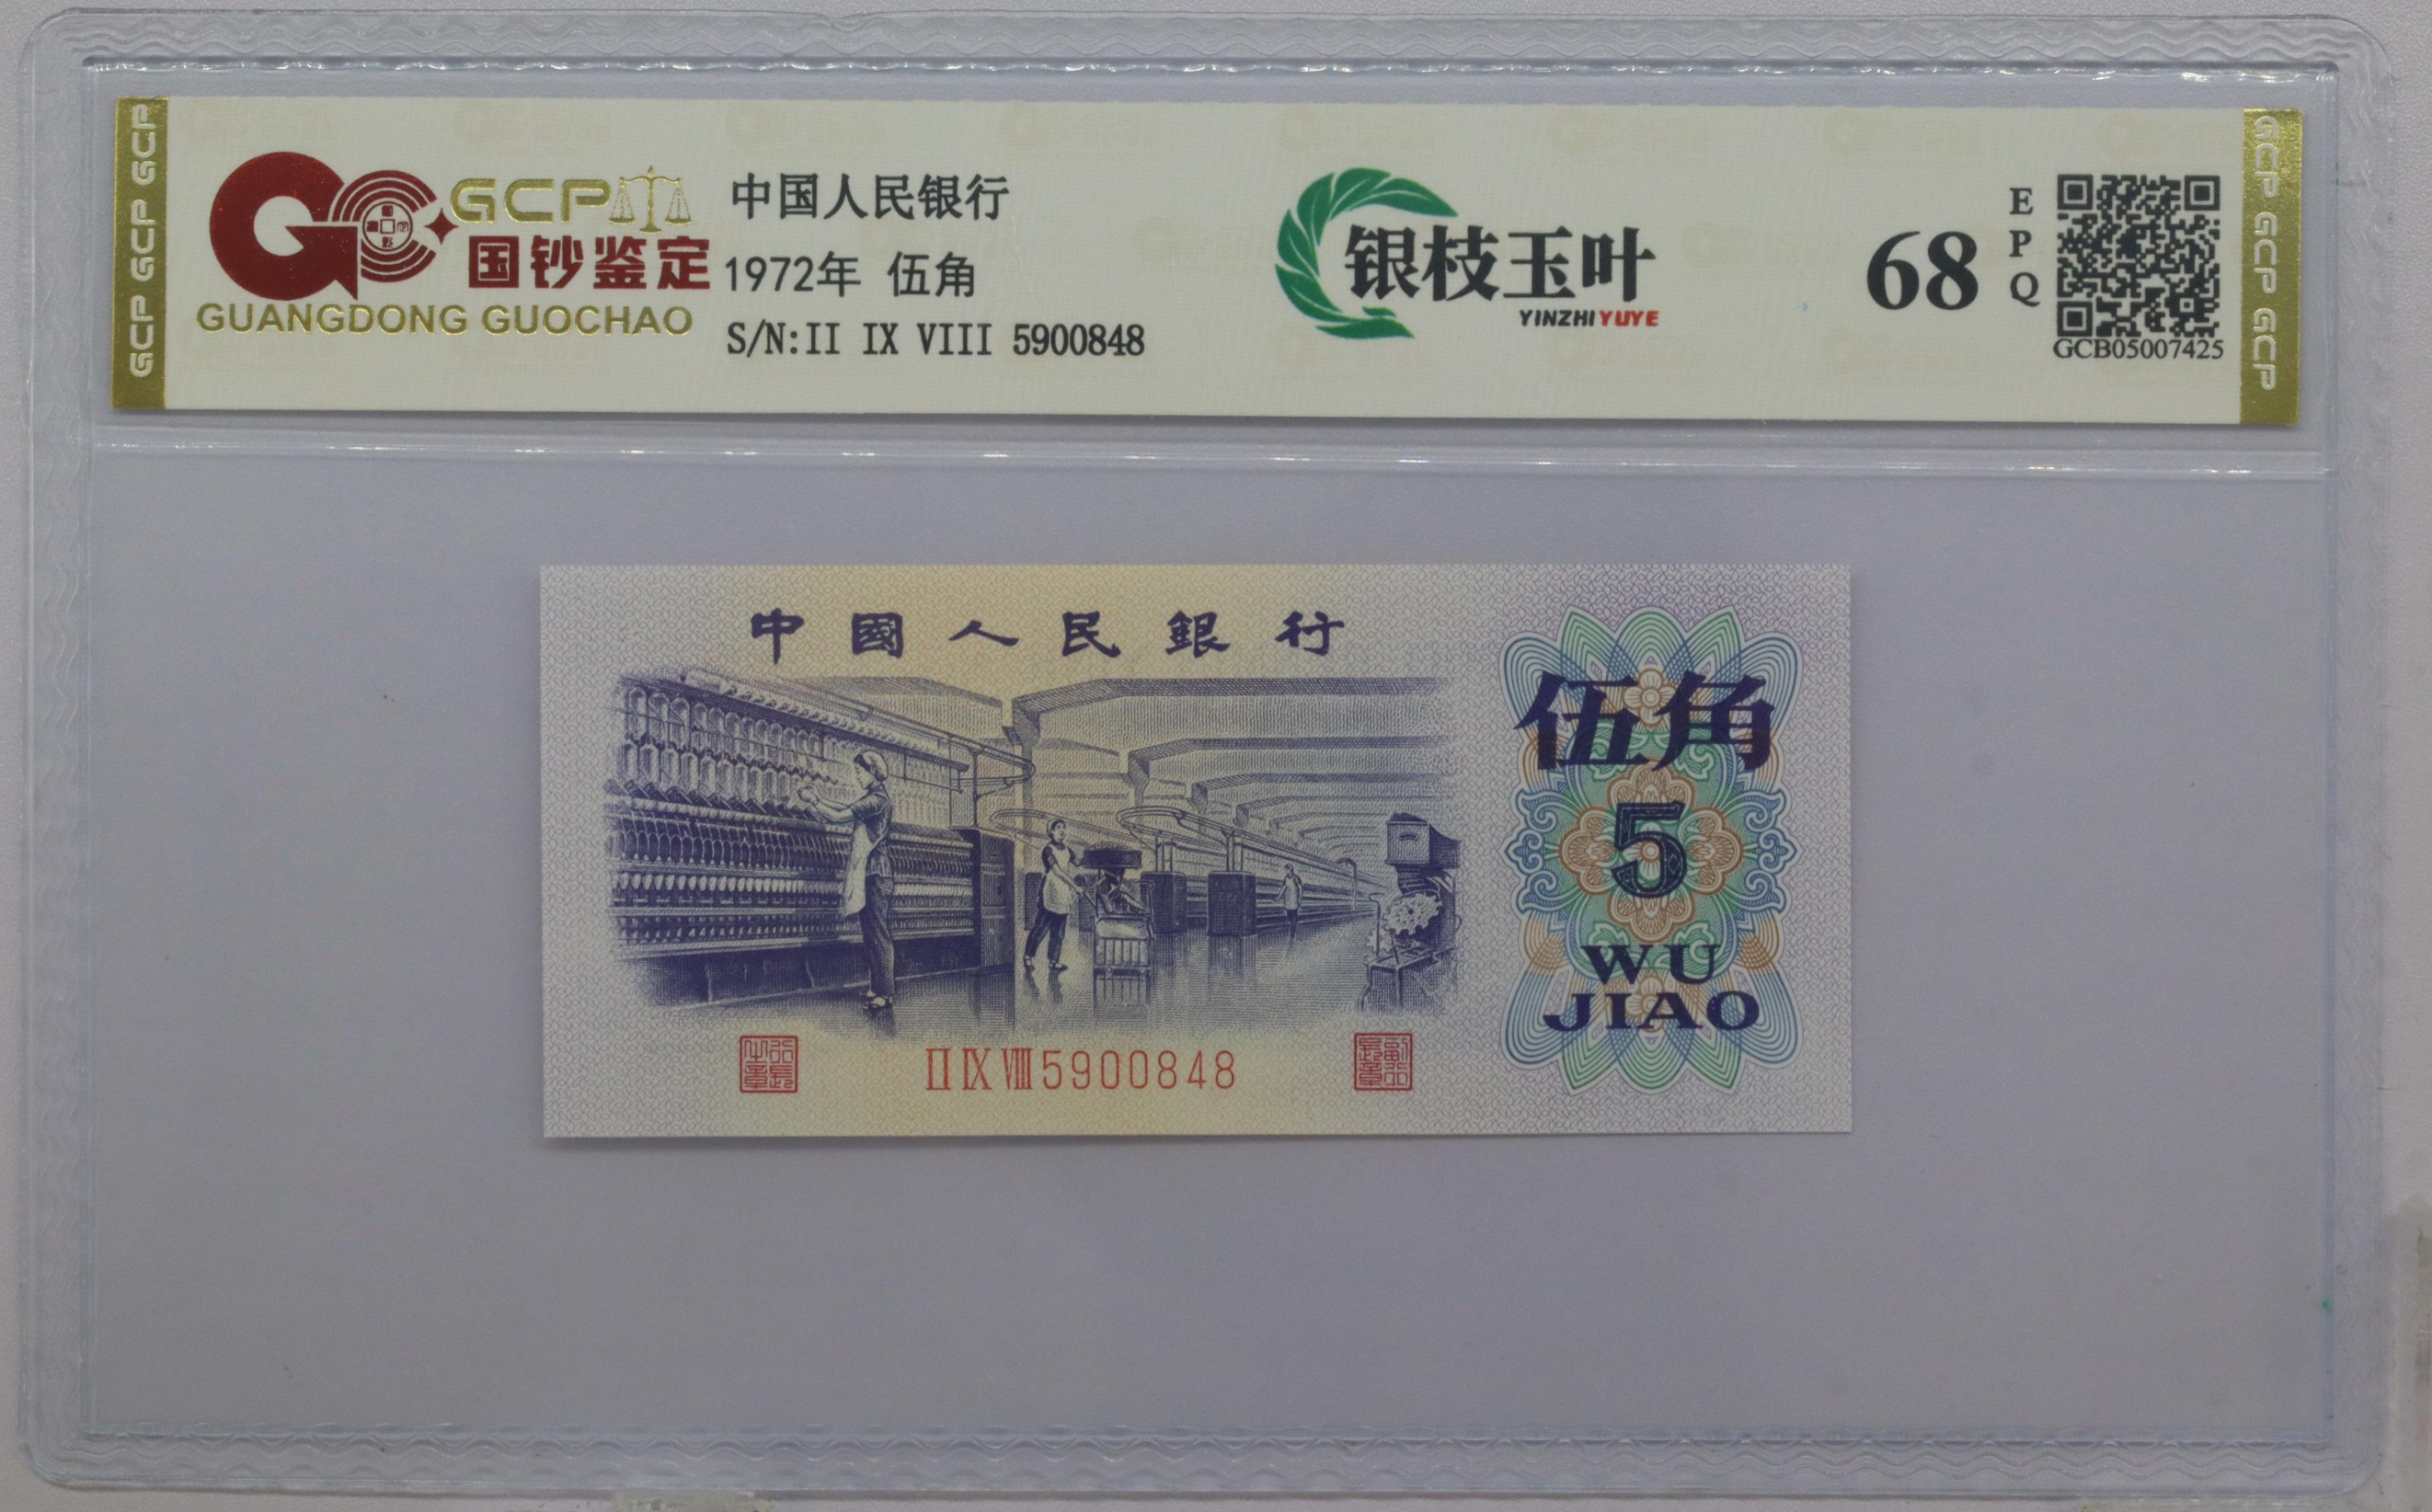 GCP GCP GCP
GCP
国钞鉴定
GUANGDONG GUOCHAO
中国人民银行
1972年 伍角
S/N:II IX VIII 5900848
银枝玉叶
YINZHIYUYE
68
EPQ
GCB05007425
GCP GCP GCP
中國人民銀行
伍角
5
WU
JIAO
II IX VIII 5900848